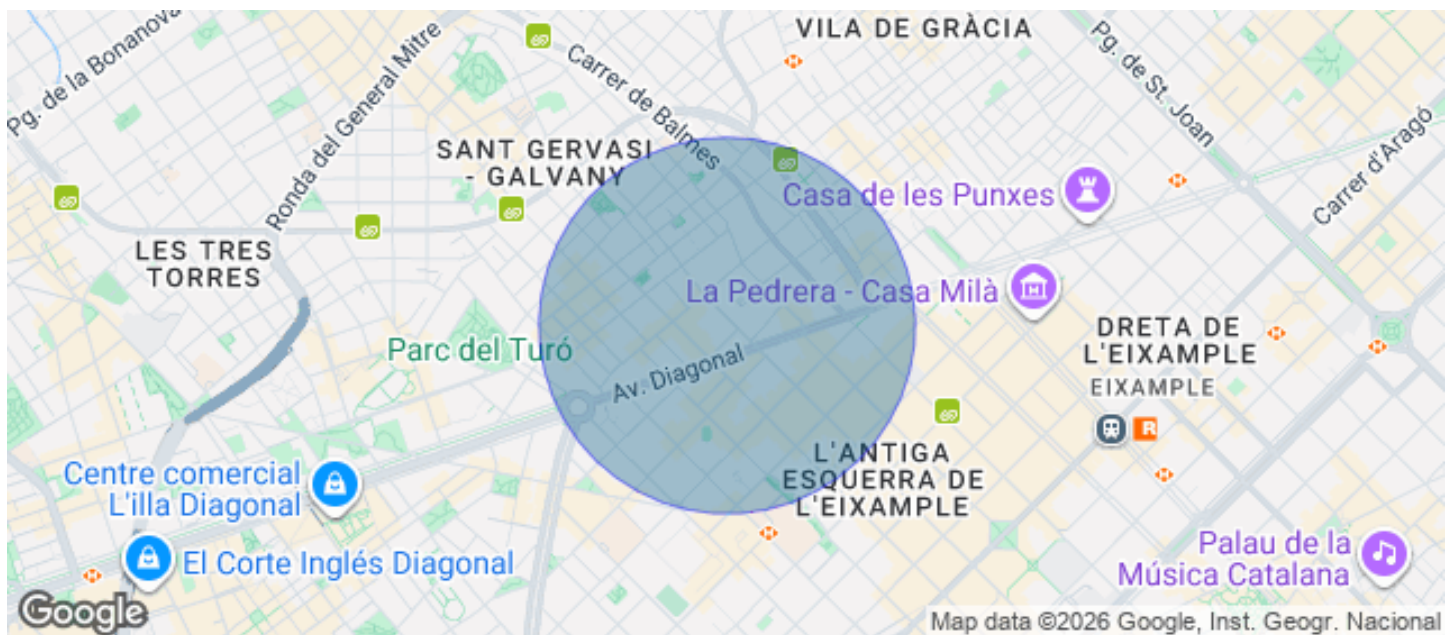 VILA DE GRÀCIA
Pg. de la Bonanova
Ronda del General Mitre
Carrer de Balmes
Pg. de St. Joan
Carrer d'Aragó
SANT GERVASI
- GALVANY
Casa de les Punxes
LES TRES
TORRES
La Pedrera - Casa Milà
Parc del Turó
Av. Diagonal
DRETA DE
L'EIXAMPLE
EIXAMPLE
R
L'ANTIGA
ESQUERRA DE
L'EIXAMPLE
Centre comercial
L'illa Diagonal
El Corte Inglés Diagonal
Palau de la
Música Catalana
Google
Map data ©2026 Google, Inst. Geogr. Nacional